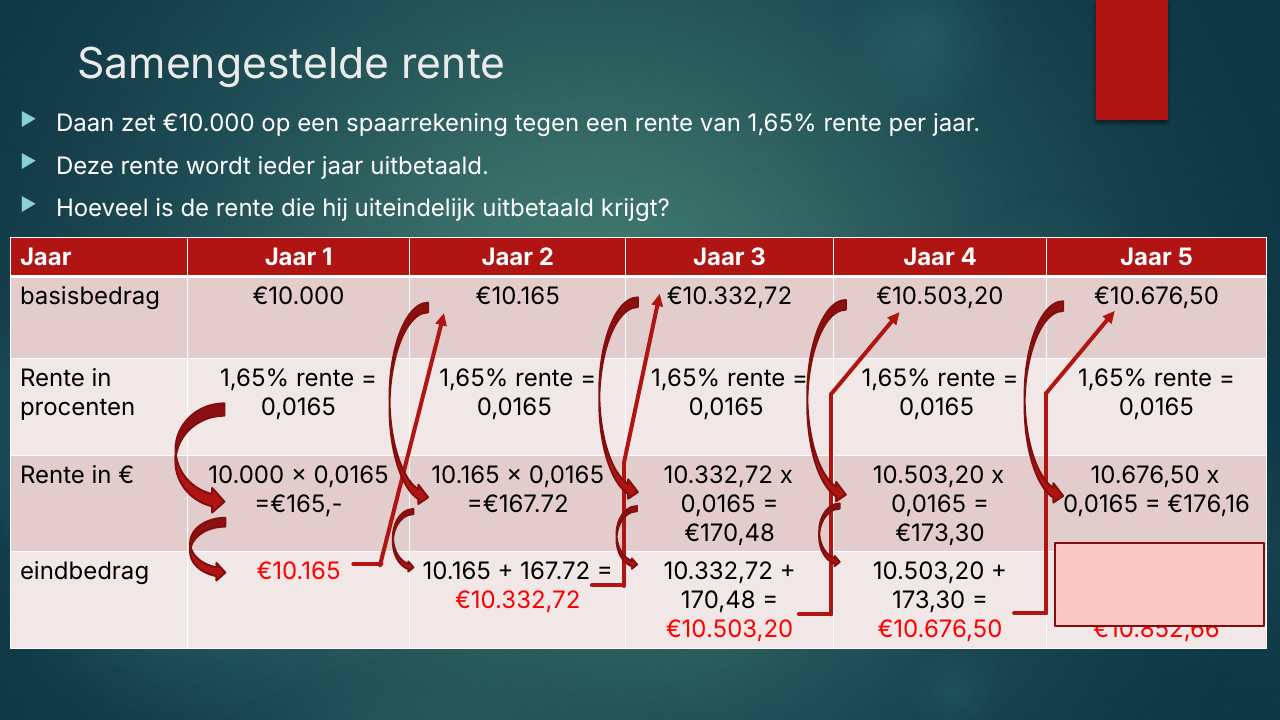 Samengestelde rente
Daan zet €10.000 op een spaarrekening tegen een rente van 1,65% rente per jaar.
Deze rente wordt ieder jaar uitbetaald.
Hoeveel is de rente die hij uiteindelijk uitbetaald krijgt?
Jaar Jaar 1 Jaar 2 Jaar 3 Jaar 4 Jaar 5
basisbedrag €10.000 €10.165 €10.332,72 €10.503,20 €10.676,50
Rente in 1,65% rente = 1,65% rente = 1,65% rente = 1,65% rente = 1,65% rente =
procenten 0,0165 0,0165 0,0165 0,0165 0,0165
Rente in € 10.000 × 0,0165 10.165 × 0,0165 10.332,72 x 10.503,20 x 10.676,50 x
=€165,- =€167.72 0,0165 = 0,0165 = 0,0165 = €176,16
€170,48 €173,30
eindbedrag €10.165 10.165 + 167.72 = 10.332,72 + 10.503,20 +
€10.332,72 170,48 = 173,30 =
€10.503,20 €10.676,50 €10.852,66